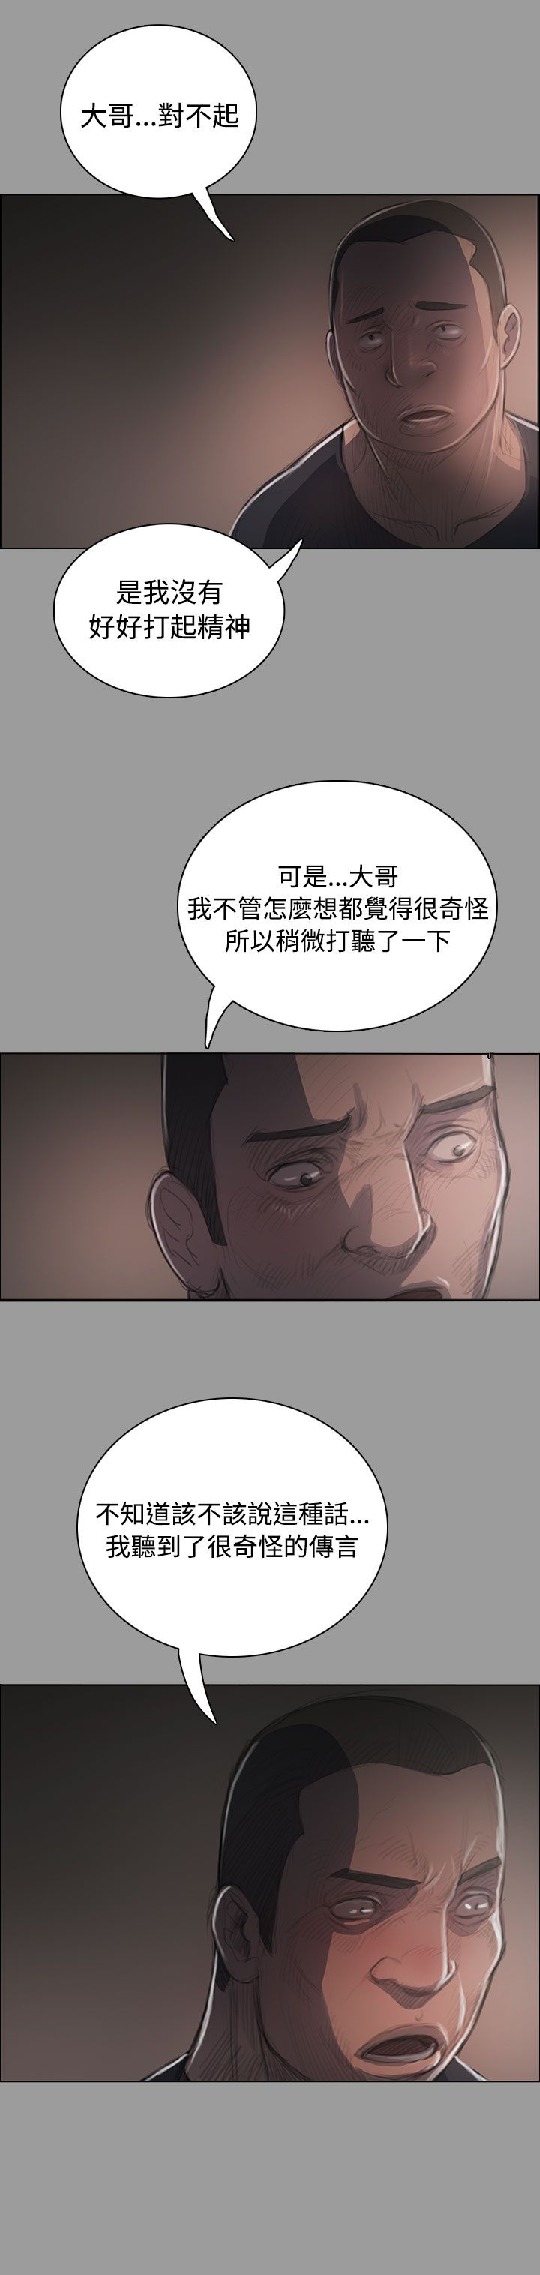 大哥...對不起
是我沒有
好好打起精神
可是...大哥
我不管怎麼想都覺得很奇怪
所以稍微打聽了一下
不知道該不該說這種話...
我聽到了很奇怪的傳言